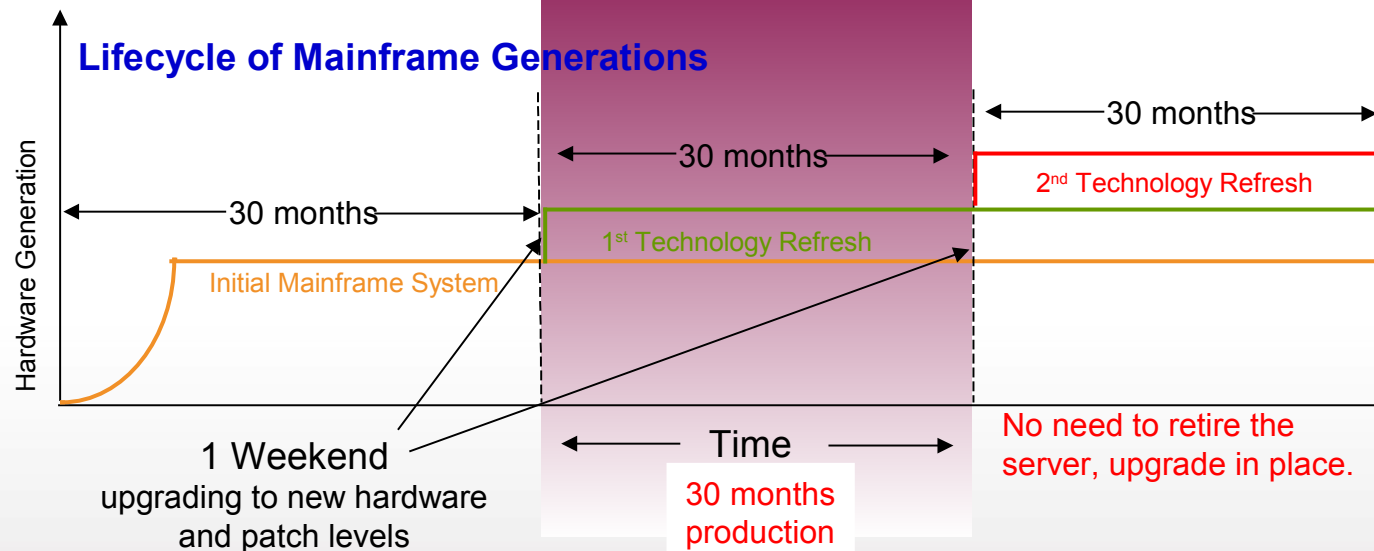 Lifecycle of Mainframe Generations
Hardware Generation
30 months
30 months
30 months
2nd Technology Refresh
1st Technology Refresh
Initial Mainframe System
1 Weekend
upgrading to new hardware
and patch levels
Time
30 months
production
No need to retire the
server, upgrade in place.